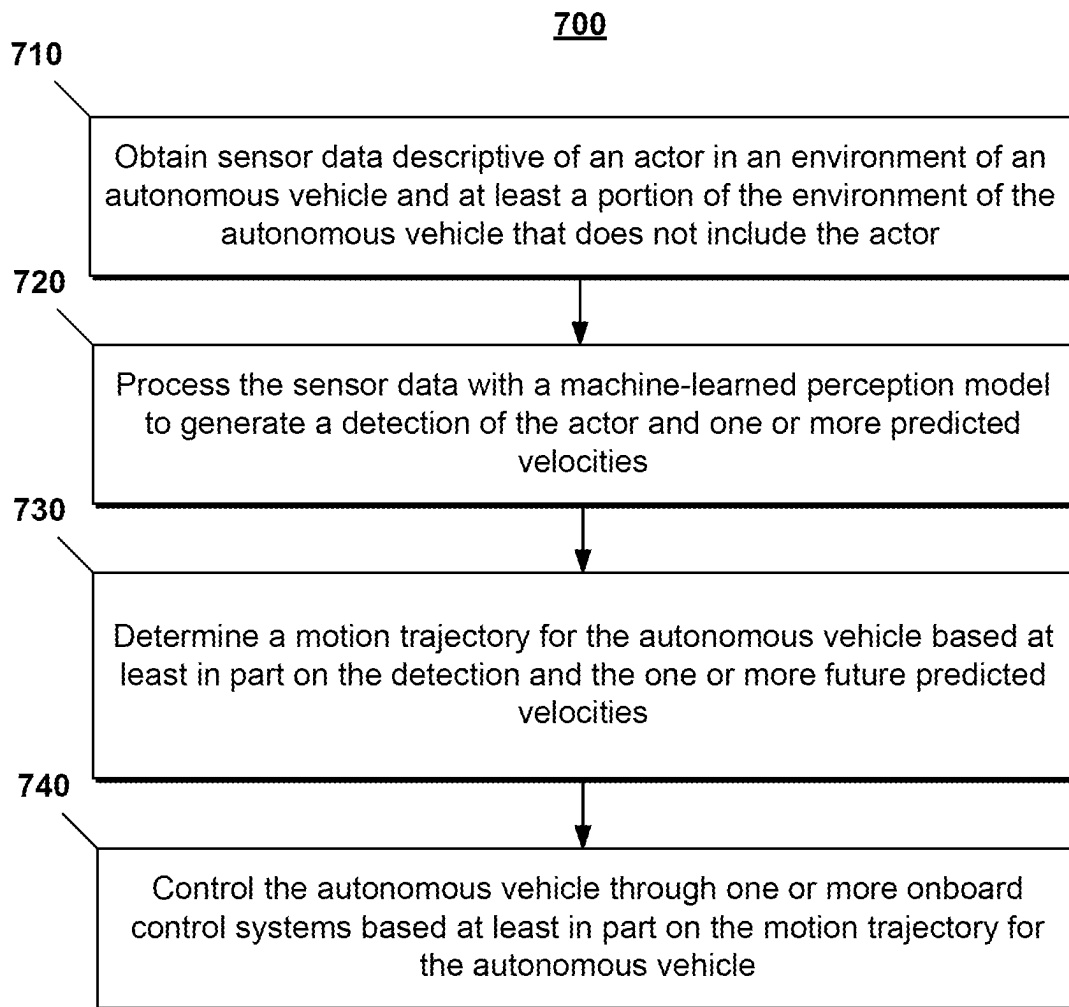 700
710
Obtain sensor data descriptive of an actor in an environment of an
autonomous vehicle and at least a portion of the environment of the
autonomous vehicle that does not include the actor
720
Process the sensor data with a machine-learned perception model
to generate a detection of the actor and one or more predicted
velocities
730
Determine a motion trajectory for the autonomous vehicle based at
least in part on the detection and the one or more future predicted
velocities
740
Control the autonomous vehicle through one or more onboard
control systems based at least in part on the motion trajectory for
the autonomous vehicle